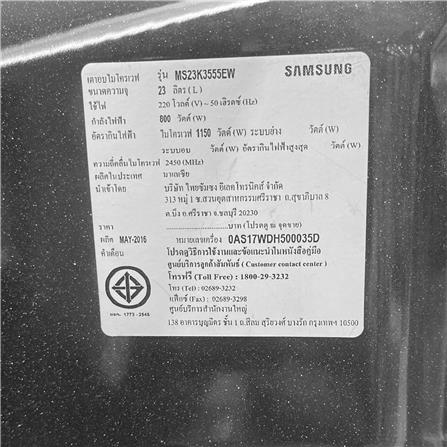 SAMSUNG
เตาอบไมโครเวฟ รุ่น MS23K3555EW
ขนาดความจุ 23 ลิตร ( L )
ใช้ไฟ 220 โวลต์ (V) ~ 50 เฮิรตซ์ (Hz)
กำลังไฟฟ้า 800 วัตต์ (W)
อัตรากินไฟฟ้า ไมโครเวฟ 1150 วัตต์ (W) ระบบย่าง วัตต์ (W)
ระบบอบ วัตต์ (W) อัตรากินไฟฟ้าสูงสุด วัตต์ (W)
ความถี่คลื่นไมโครเวฟ 2450 (MHz)
ผลิตในประเทศ มาเลเซีย
นำเข้าโดย บริษัท ไทยซัมซุง อีเลคโทรนิคส์ จำกัด
313 หมู่ 1 ซ.สวนอุตสาหกรรมศรีราชา ถ.สุขาภิบาล 8
ต.บึง อ.ศรีราชา จ.ชลบุรี 20230
ราคา ..........บาท (โปรดดู ณ จุดขาย)
ผลิต MAY-2016 หมายเลขเครื่อง 0AS17WDH500035D
คำเตือน โปรดดูวิธีการใช้งานและข้อแนะนำในหนังสือคู่มือ
ศูนย์บริการลูกค้าสัมพันธ์ ( Customer contact center )
โทรฟรี (Toll Free) : 1800-29-3232
โทร (Tel) : 02689-3232
แฟ็กซ์ (Fax) : 02689-3298
ศูนย์บริการสำนักงานใหญ่
138 อาคารบุญมิตร ชั้น 1 ถ.สีลม สุริยวงศ์ บางรัก กรุงเทพฯ 10500
มอก. 1773-2548